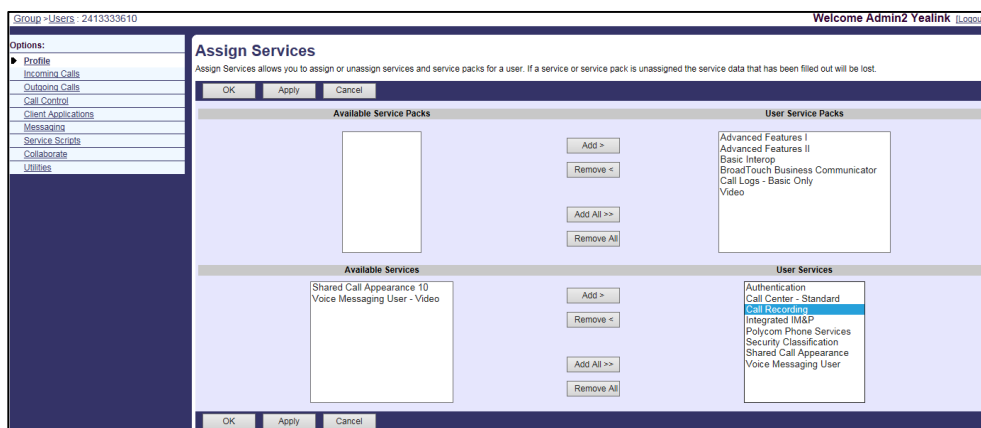 Group >Users : 2413333610
Welcome Admin2 Yealink [Logou
Options:
Profile
Incoming Calls
Outgoing Calls
Call Control
Client Applications
Messaging
Service Scripts
Collaborate
Utilities
Assign Services
Assign Services allows you to assign or unassign services and service packs for a user. If a service or service pack is unassigned the service data that has been filled out will be lost.
OK Apply Cancel
Available Service Packs
User Service Packs
Add >
Remove <
Add All >>
Remove All
Advanced Features I
Advanced Features II
Basic Interop
BroadTouch Business Communicator
Call Logs - Basic Only
Video
Available Services
User Services
Shared Call Appearance 10
Voice Messaging User - Video
Add >
Remove <
Add All >>
Remove All
Authentication
Call Center - Standard
Call Recording
Integrated IM&P
Polycom Phone Services
Security Classification
Shared Call Appearance
Voice Messaging User
OK Apply Cancel